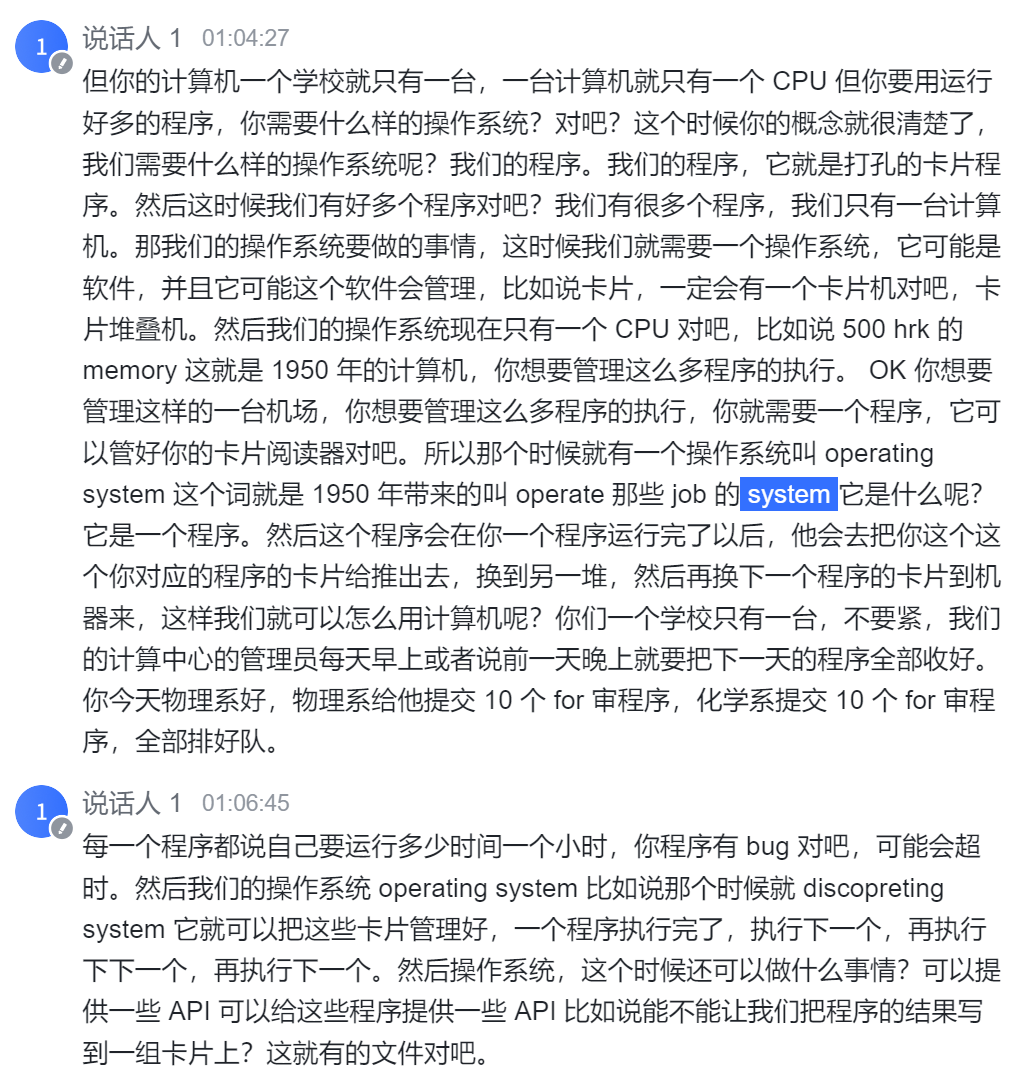 1 说话人 1 01:04:27
但你的计算机一个学校就只有一台，一台计算机就只有一个 CPU 但你要用运行
好多的程序，你需要什么样的操作系统？对吧？这个时候你的概念就很清楚了，
我们需要什么样的操作系统呢？我们的程序。我们的程序，它就是打孔的卡片程
序。然后这时候我们有好多个程序对吧？我们有很多个程序，我们只有一台计算
机。那我们的操作系统要做的事情，这时候我们就需要一个操作系统，它可能是
软件，并且它可能这个软件会管理，比如说卡片，一定会有一个卡片机对吧，卡
片堆叠机。然后我们的操作系统现在只有一个 CPU 对吧，比如说 500 hrk 的
memory 这就是 1950 年的计算机，你想要管理这么多程序的执行。 OK 你想要
管理这样的一台机场，你想要管理这么多程序的执行，你就需要一个程序，它可
以管好你的卡片阅读器对吧。所以那个时候就有一个操作系统叫 operating
system 这个词就是 1950 年带来的叫 operate 那些 job 的 system 它是什么呢？
它是一个程序。然后这个程序会在你一个程序运行完了以后，他会去把你这个这
个你对应的程序的卡片给推出去，换到另一堆，然后再换下一个程序的卡片到机
器来，这样我们就可以怎么用计算机呢？你们一个学校只有一台，不要紧，我们
的计算中心的管理员每天早上或者说前一天晚上就要把下一天的程序全部收好。
你今天物理系好，物理系给他提交 10 个 for 审程序，化学系提交 10 个 for 审程
序，全部排好队。
1 说话人 1 01:06:45
每一个程序都说自己要运行多少时间一个小时，你程序有 bug 对吧，可能会超
时。然后我们的操作系统 operating system 比如说那个时候就 discopreting
system 它就可以把这些卡片管理好，一个程序执行完了，执行下一个，再执行
下下一个，再执行下一个。然后操作系统，这个时候还可以做什么事情？可以提
供一些 API 可以给这些程序提供一些 API 比如说能不能让我们把程序的结果写
到一组卡片上？这就有的文件对吧。